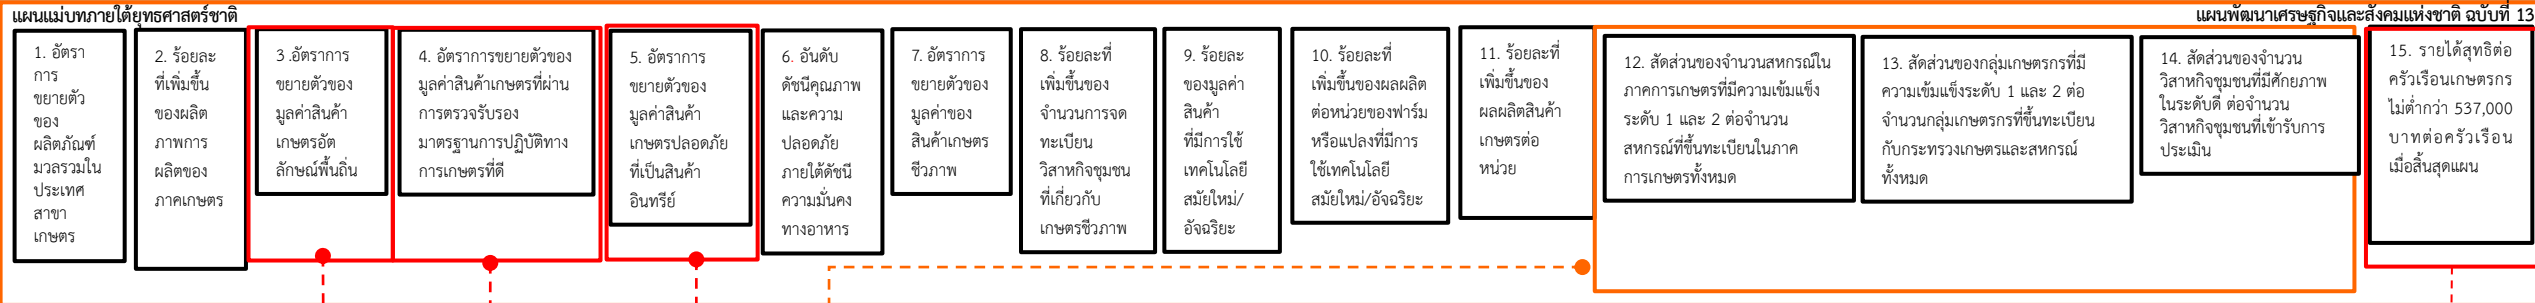 แผนแม่บทภายใต้ยุทธศาสตร์ชาติ
แผนพัฒนาเศรษฐกิจและสังคมแห่งชาติ ฉบับที่ 13
1. อัตรา
การ
ขยายตัว
ของ
ผลิตภัณฑ์
มวลรวมใน
ประเทศ
สาขา
เกษตร
2. ร้อยละ
ที่เพิ่มขึ้น
ของผลิต
ภาพการ
ผลิตของ
ภาคเกษตร
3 .อัตราการ
ขยายตัวของ
มูลค่าสินค้า
เกษตรอัต
ลักษณ์พื้นถิ่น
4. อัตราการขยายตัวของ
มูลค่าสินค้าเกษตรที่ผ่าน
การตรวจรับรอง
มาตรฐานการปฏิบัติทาง
การเกษตรที่ดี
5. อัตราการ
ขยายตัวของ
มูลค่าสินค้า
เกษตรปลอดภัย
ที่เป็นสินค้า
อินทรีย์
6. อันดับ
ดัชนีคุณภาพ
และความ
ปลอดภัย
ภายใต้ดัชนี
ความมั่นคง
ทางอาหาร
7. อัตราการ
ขยายตัวของ
มูลค่าของ
สินค้าเกษตร
ชีวภาพ
8. ร้อยละที่
เพิ่มขึ้นของ
จำนวนการจด
ทะเบียน
วิสาหกิจชุมชน
ที่เกี่ยวกับ
เกษตรชีวภาพ
9. ร้อยละ
ของมูลค่า
สินค้า
ที่มีการใช้
เทคโนโลยี
สมัยใหม่/
อัจฉริยะ
10. ร้อยละที่
เพิ่มขึ้นของผลผลิต
ต่อหน่วยของฟาร์ม
หรือแปลงที่มีการ
ใช้เทคโนโลยี
สมัยใหม่/อัจฉริยะ
11. ร้อยละที่
เพิ่มขึ้นของ
ผลผลิตสินค้า
เกษตรต่อ
หน่วย
12. สัดส่วนของจำนวนสหกรณ์ใน
ภาคการเกษตรที่มีความเข้มแข็ง
ระดับ 1 และ 2 ต่อจำนวน
สหกรณ์ที่ขึ้นทะเบียนในภาค
การเกษตรทั้งหมด
13. สัดส่วนของกลุ่มเกษตรกรที่มี
ความเข้มแข็งระดับ 1 และ 2 ต่อ
จำนวนกลุ่มเกษตรกรที่ขึ้นทะเบียน
กับกระทรวงเกษตรและสหกรณ์
ทั้งหมด
14. สัดส่วนของจำนวน
วิสาหกิจชุมชนที่มีศักยภาพ
ในระดับดี ต่อจำนวน
วิสาหกิจชุมชนที่เข้ารับการ
ประเมิน
15. รายได้สุทธิต่อ
ครัวเรือนเกษตรกร
ไม่ต่ำกว่า 537,000
บาทต่อครัวเรือน
เมื่อสิ้นสุดแผน